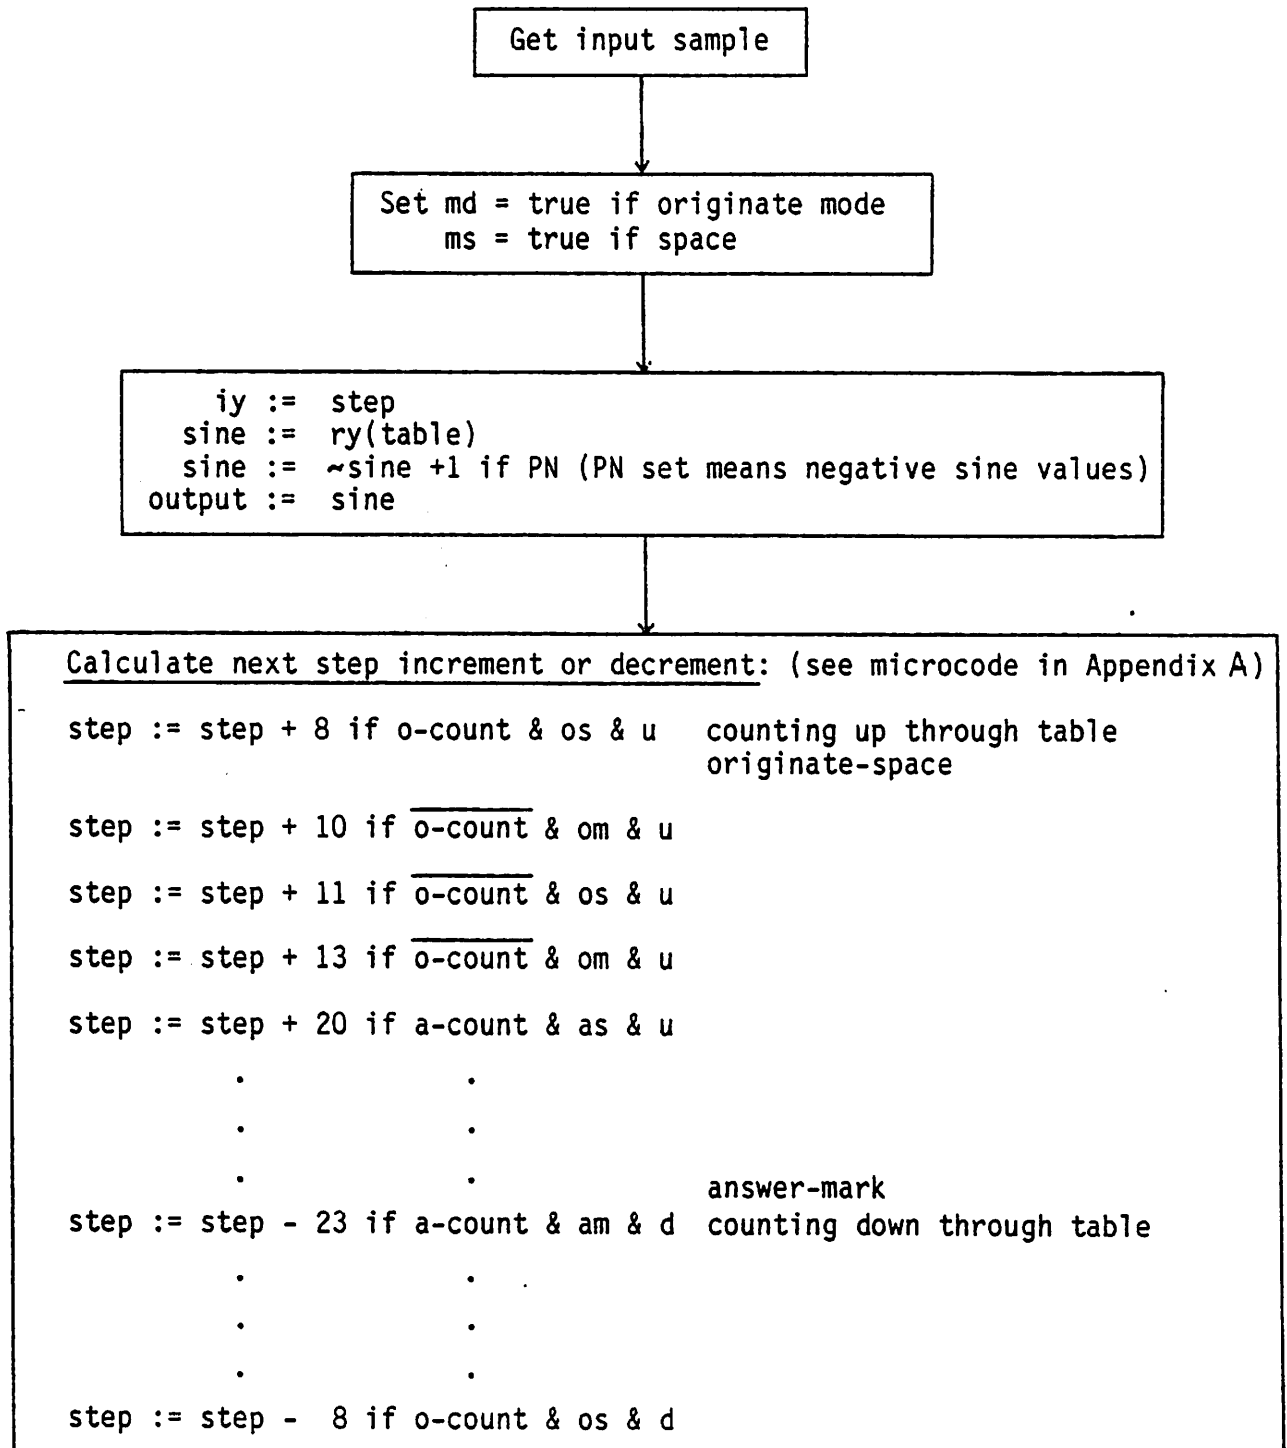 Get input sample
Set md = true if originate mode
ms = true if space
iy := step
sine := ry(table)
sine := ~sine +1 if PN (PN set means negative sine values)
output := sine
Calculate next step increment or decrement: (see microcode in Appendix A)
step := step + 8 if o-count & os & u counting up through table
originate-space
step := step + 10 if o-count & om & u
step := step + 11 if o-count & os & u
step := step + 13 if o-count & om & u
step := step + 20 if a-count & as & u
. .
. .
. .
answer-mark
step := step - 23 if a-count & am & d counting down through table
. .
. .
. .
step := step - 8 if o-count & os & d